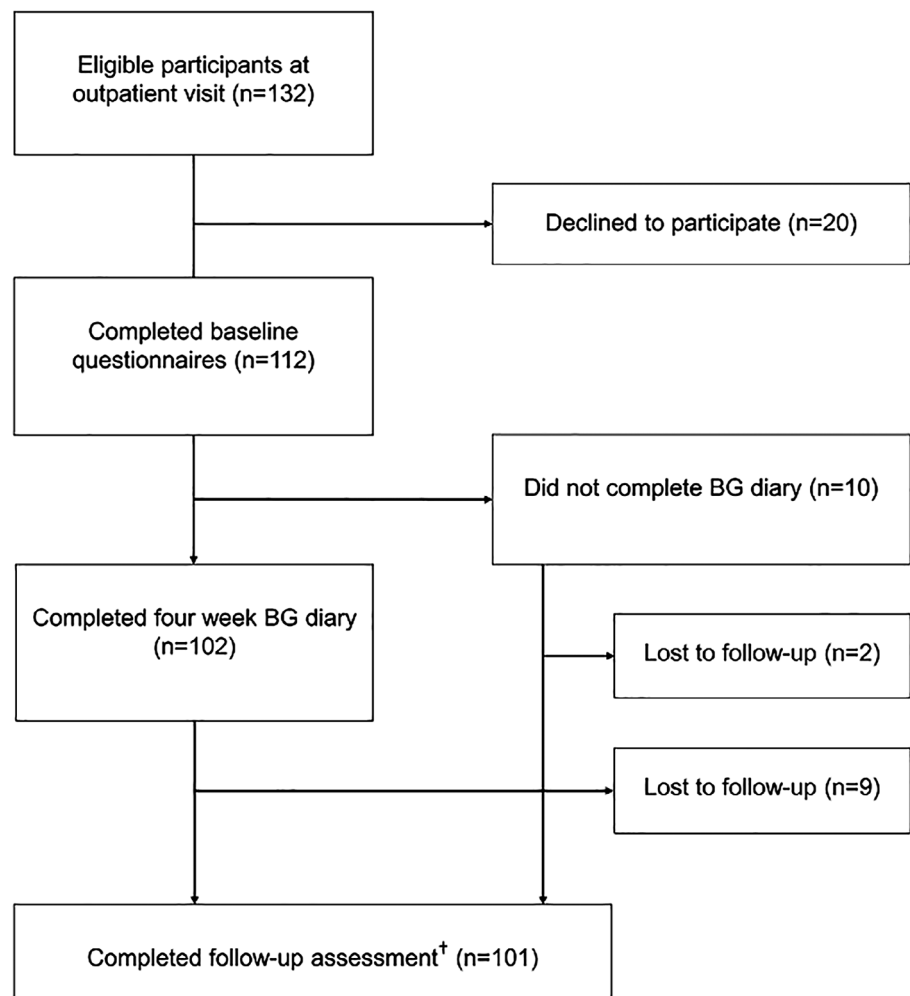 Eligible participants at
outpatient visit (n=132)
Declined to participate (n=20)
Completed baseline
questionnaires (n=112)
Did not complete BG diary (n=10)
Completed four week BG diary
(n=102)
Lost to follow-up (n=2)
Lost to follow-up (n=9)
Completed follow-up assessment† (n=101)